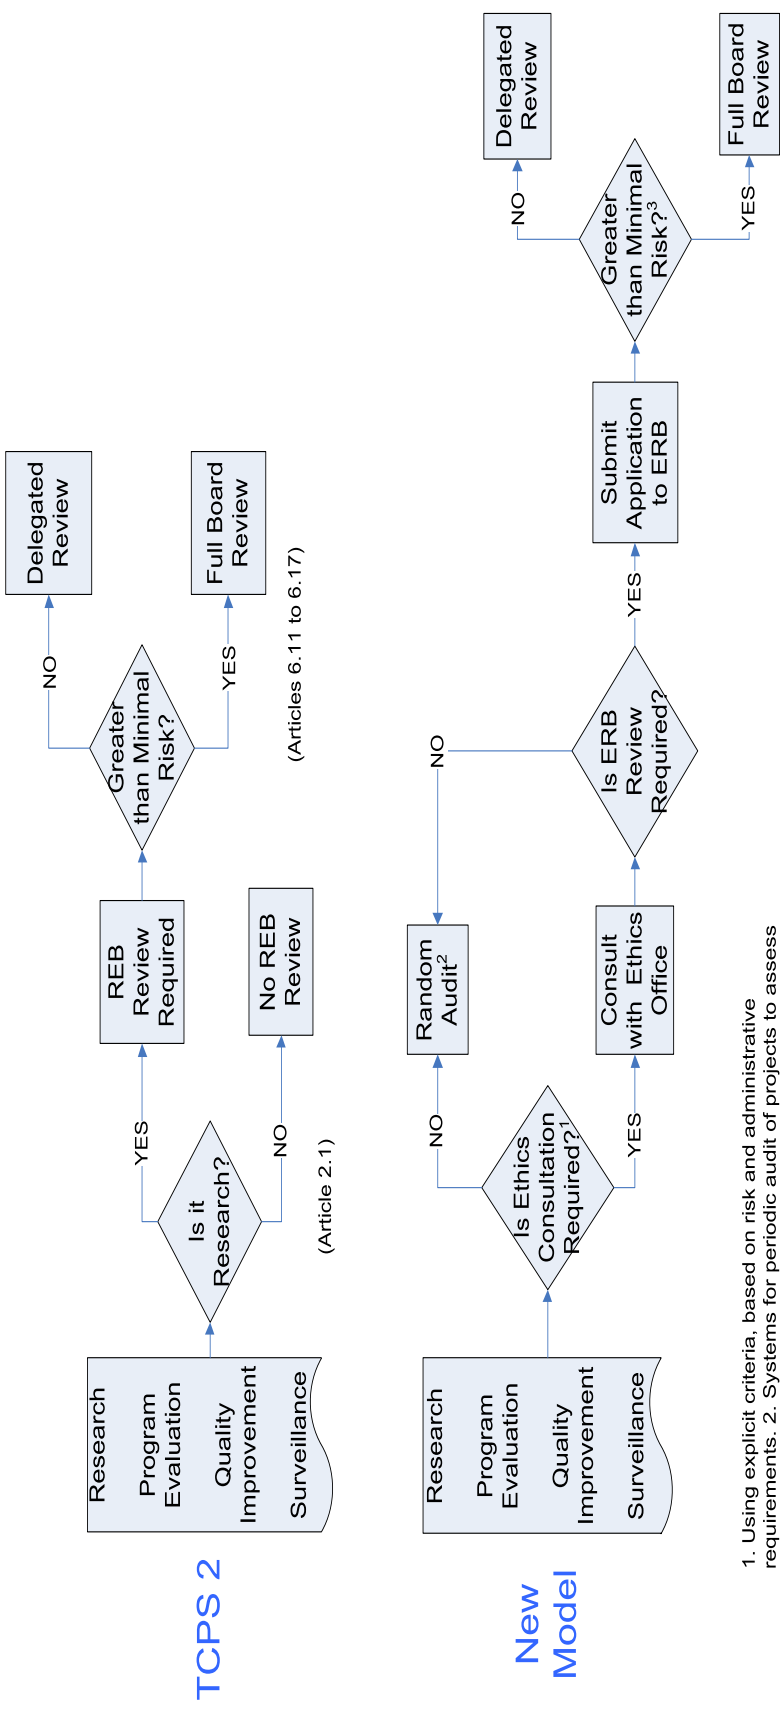 TCPS 2
Research
Program
Evaluation
Quality
Improvement
Surveillance
Is it
Research?
YES
NO
(Article 2.1)
REB
Review
Required
No REB
Review
Greater
than Minimal
Risk?
NO
YES
Delegated
Review
Full Board
Review
(Articles 6.11 to 6.17)
New
Model
Research
Program
Evaluation
Quality
Improvement
Surveillance
Is Ethics
Consultation
Required?¹
NO
YES
Random
Audit²
Consult
with Ethics
Office
Is ERB
Review
Required?
NO
YES
Submit
Application
to ERB
Greater
than Minimal
Risk?³
NO
YES
Delegated
Review
Full Board
Review
1. Using explicit criteria, based on risk and administrative
requirements. 2. Systems for periodic audit of projects to assess